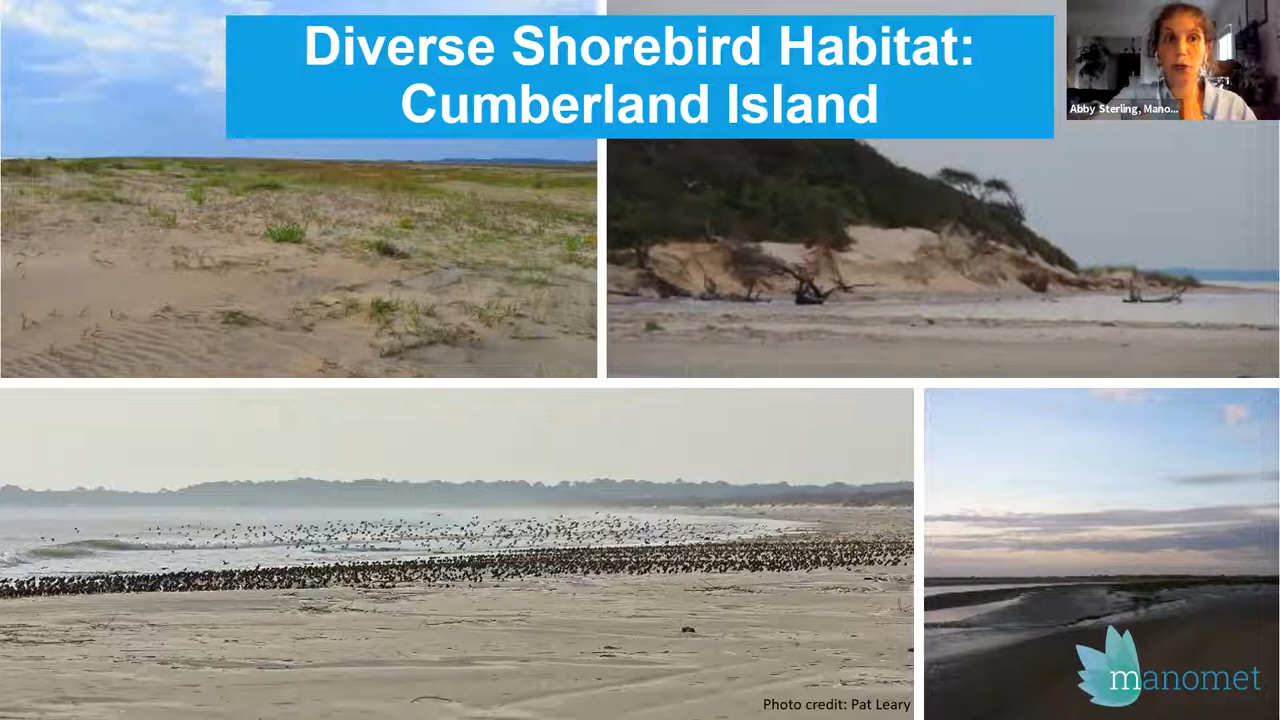 Diverse Shorebird Habitat:
Cumberland Island
Abby Sterling, Mano...
Photo credit: Pat Leary
manomet